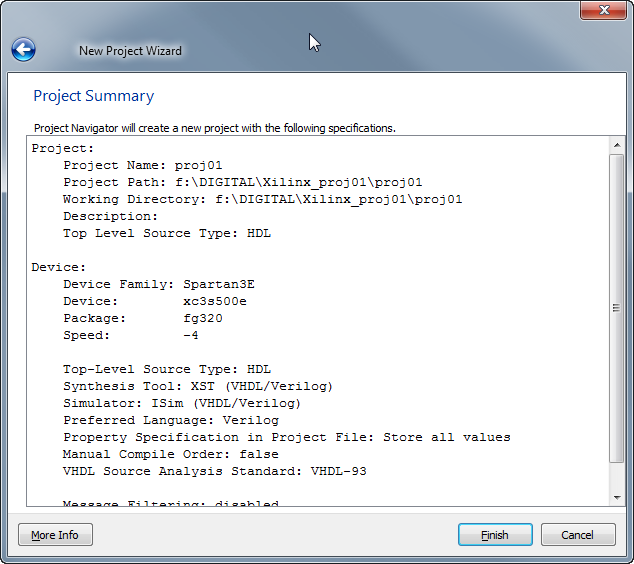 New Project Wizard
Project Summary
Project Navigator will create a new project with the following specifications.
Project:
Project Name: proj01
Project Path: f:\DIGITAL\Xilinx_proj01\proj01
Working Directory: f:\DIGITAL\Xilinx_proj01\proj01
Description:
Top Level Source Type: HDL
Device:
Device Family: Spartan3E
Device: xc3s500e
Package: fg320
Speed: -4
Top-Level Source Type: HDL
Synthesis Tool: XST (VHDL/Verilog)
Simulator: ISim (VHDL/Verilog)
Preferred Language: Verilog
Property Specification in Project File: Store all values
Manual Compile Order: false
VHDL Source Analysis Standard: VHDL-93
Message Filtering: disabled
More Info
Finish
Cancel